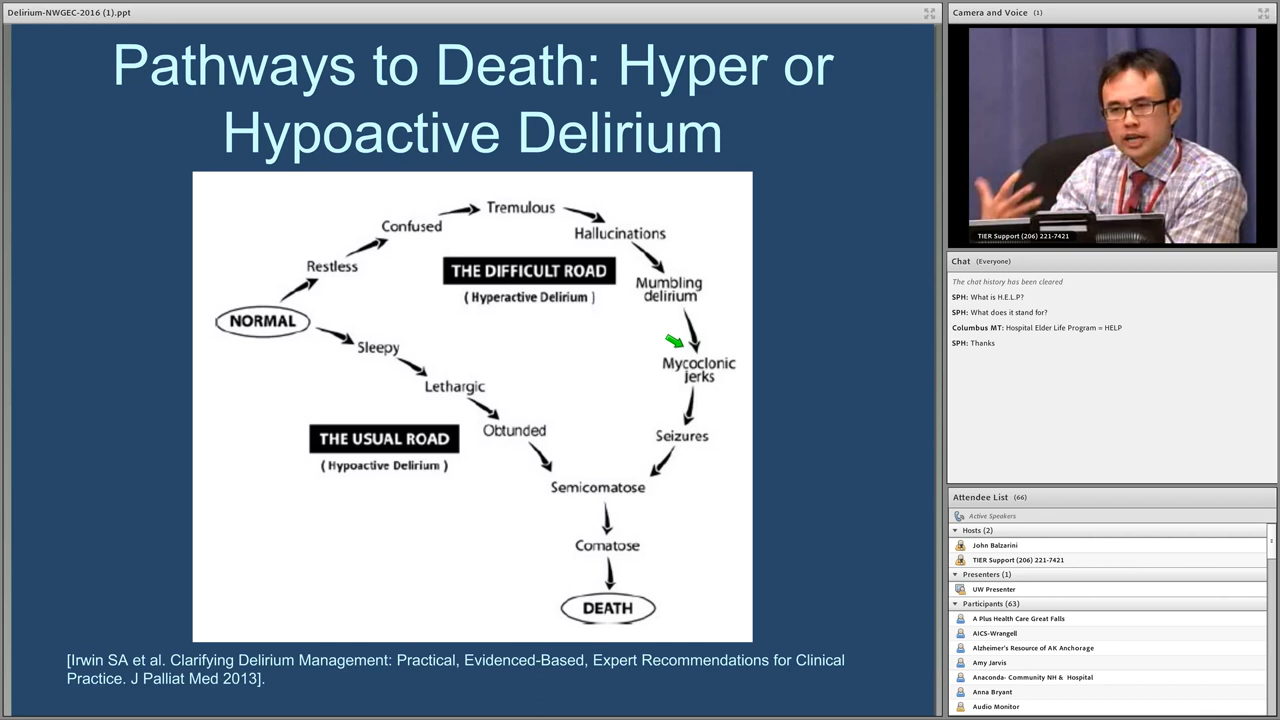 Delirium-NWGEC-2016 (1).ppt
Pathways to Death: Hyper or
Hypoactive Delirium
Tremulous
Confused
Hallucinations
Restless
THE DIFFICULT ROAD
( Hyperactive Delirium )
Mumbling
delirium
NORMAL
Sleepy
Mycoclonic
jerks
Lethargic
Obtunded
Seizures
THE USUAL ROAD
( Hypoactive Delirium )
Semicomatose
Comatose
DEATH
[Irwin SA et al. Clarifying Delirium Management: Practical, Evidenced-Based, Expert Recommendations for Clinical
Practice. J Palliat Med 2013].
Camera and Voice (1)
TIER Support (206) 221-7421
Chat (Everyone)
The chat history has been cleared
SPH: What is H.E.L.P?
SPH: What does it stand for?
Columbus MT: Hospital Elder Life Program = HELP
SPH: Thanks
Attendee List (66)
Active Speakers
Hosts (2)
John Balzarini
TIER Support (206) 221-7421
Presenters (1)
UW Presenter
Participants (63)
A Plus Health Care Great Falls
AICS-Wrangell
Alzheimer's Resource of AK Anchorage
Amy Jarvis
Anaconda- Community NH & Hospital
Anna Bryant
Audio Monitor